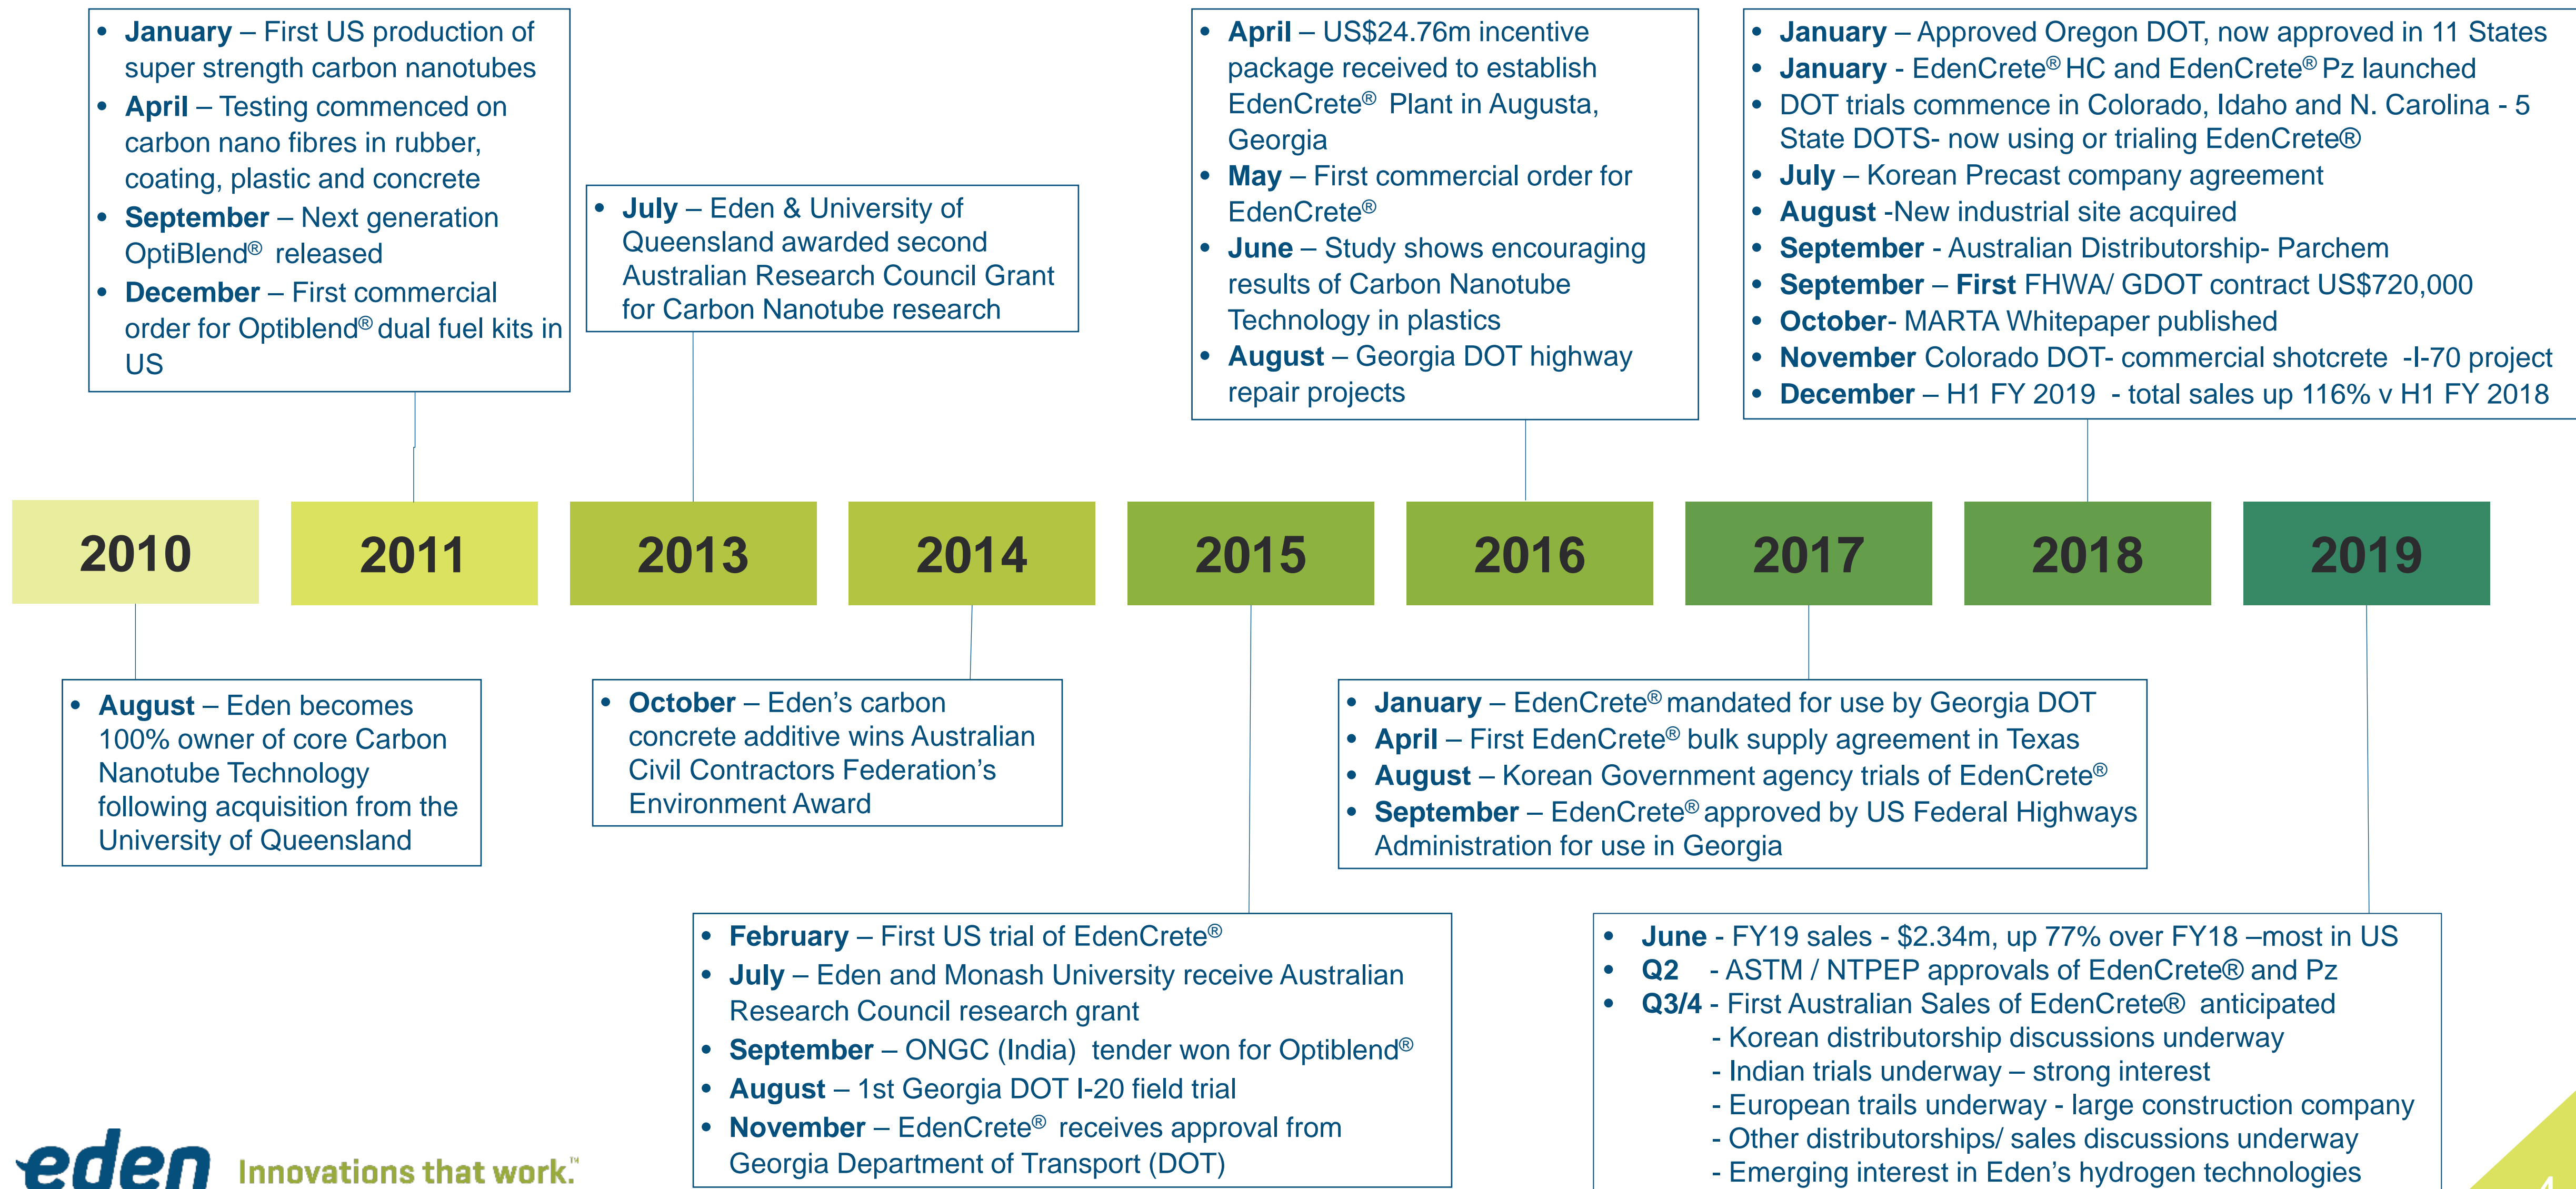 • January – First US production of
super strength carbon nanotubes
• April – Testing commenced on
carbon nano fibres in rubber,
coating, plastic and concrete
• September – Next generation
OptiBlend® released
• December – First commercial
order for Optiblend® dual fuel kits in
US
• July – Eden & University of
Queensland awarded second
Australian Research Council Grant
for Carbon Nanotube research
• April – US$24.76m incentive
package received to establish
EdenCrete® Plant in Augusta,
Georgia
• May – First commercial order for
EdenCrete®
• June – Study shows encouraging
results of Carbon Nanotube
Technology in plastics
• August – Georgia DOT highway
repair projects
• January – Approved Oregon DOT, now approved in 11 States
• January - EdenCrete® HC and EdenCrete® Pz launched
• DOT trials commence in Colorado, Idaho and N. Carolina - 5
State DOTS- now using or trialing EdenCrete®
• July – Korean Precast company agreement
• August -New industrial site acquired
• September - Australian Distributorship- Parchem
• September – First FHWA/ GDOT contract US$720,000
• October- MARTA Whitepaper published
• November Colorado DOT- commercial shotcrete -I-70 project
• December – H1 FY 2019 - total sales up 116% v H1 FY 2018
2010
2011
2013
2014
2015
2016
2017
2018
2019
• August – Eden becomes
100% owner of core Carbon
Nanotube Technology
following acquisition from the
University of Queensland
• October – Eden’s carbon
concrete additive wins Australian
Civil Contractors Federation’s
Environment Award
• January – EdenCrete® mandated for use by Georgia DOT
• April – First EdenCrete® bulk supply agreement in Texas
• August – Korean Government agency trials of EdenCrete®
• September – EdenCrete® approved by US Federal Highways
Administration for use in Georgia
• February – First US trial of EdenCrete®
• July – Eden and Monash University receive Australian
Research Council research grant
• September – ONGC (India) tender won for Optiblend®
• August – 1st Georgia DOT I-20 field trial
• November – EdenCrete® receives approval from
Georgia Department of Transport (DOT)
• June - FY19 sales - $2.34m, up 77% over FY18 –most in US
• Q2 - ASTM / NTPEP approvals of EdenCrete® and Pz
• Q3/4 - First Australian Sales of EdenCrete® anticipated
- Korean distributorship discussions underway
- Indian trials underway – strong interest
- European trails underway - large construction company
- Other distributorships/ sales discussions underway
- Emerging interest in Eden’s hydrogen technologies
eden Innovations that work.™
4